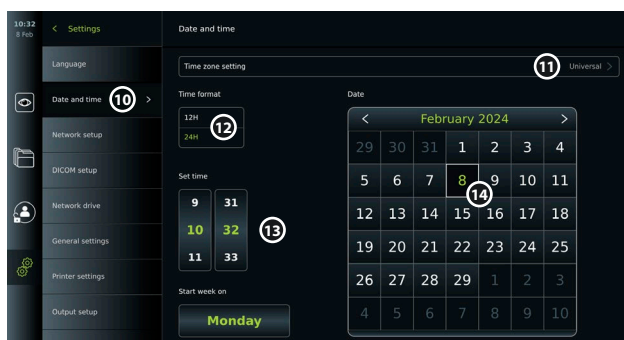 10:32
8 Feb
< Settings
Language
Date and time 10 >
Network setup
DICOM setup
Network drive
General settings
Printer settings
Output setup
Date and time
Time zone setting 11 Universal >
Time format
12H
24H
12
Set time
9 31
10 32
11 33
13
Start week on
Monday
Date
< February 2024 >
29 30 31 1 2 3 4
5 6 7 8 9 10 11
14
12 13 14 15 16 17 18
19 20 21 22 23 24 25
26 27 28 29 1 2 3
4 5 6 7 8 9 10